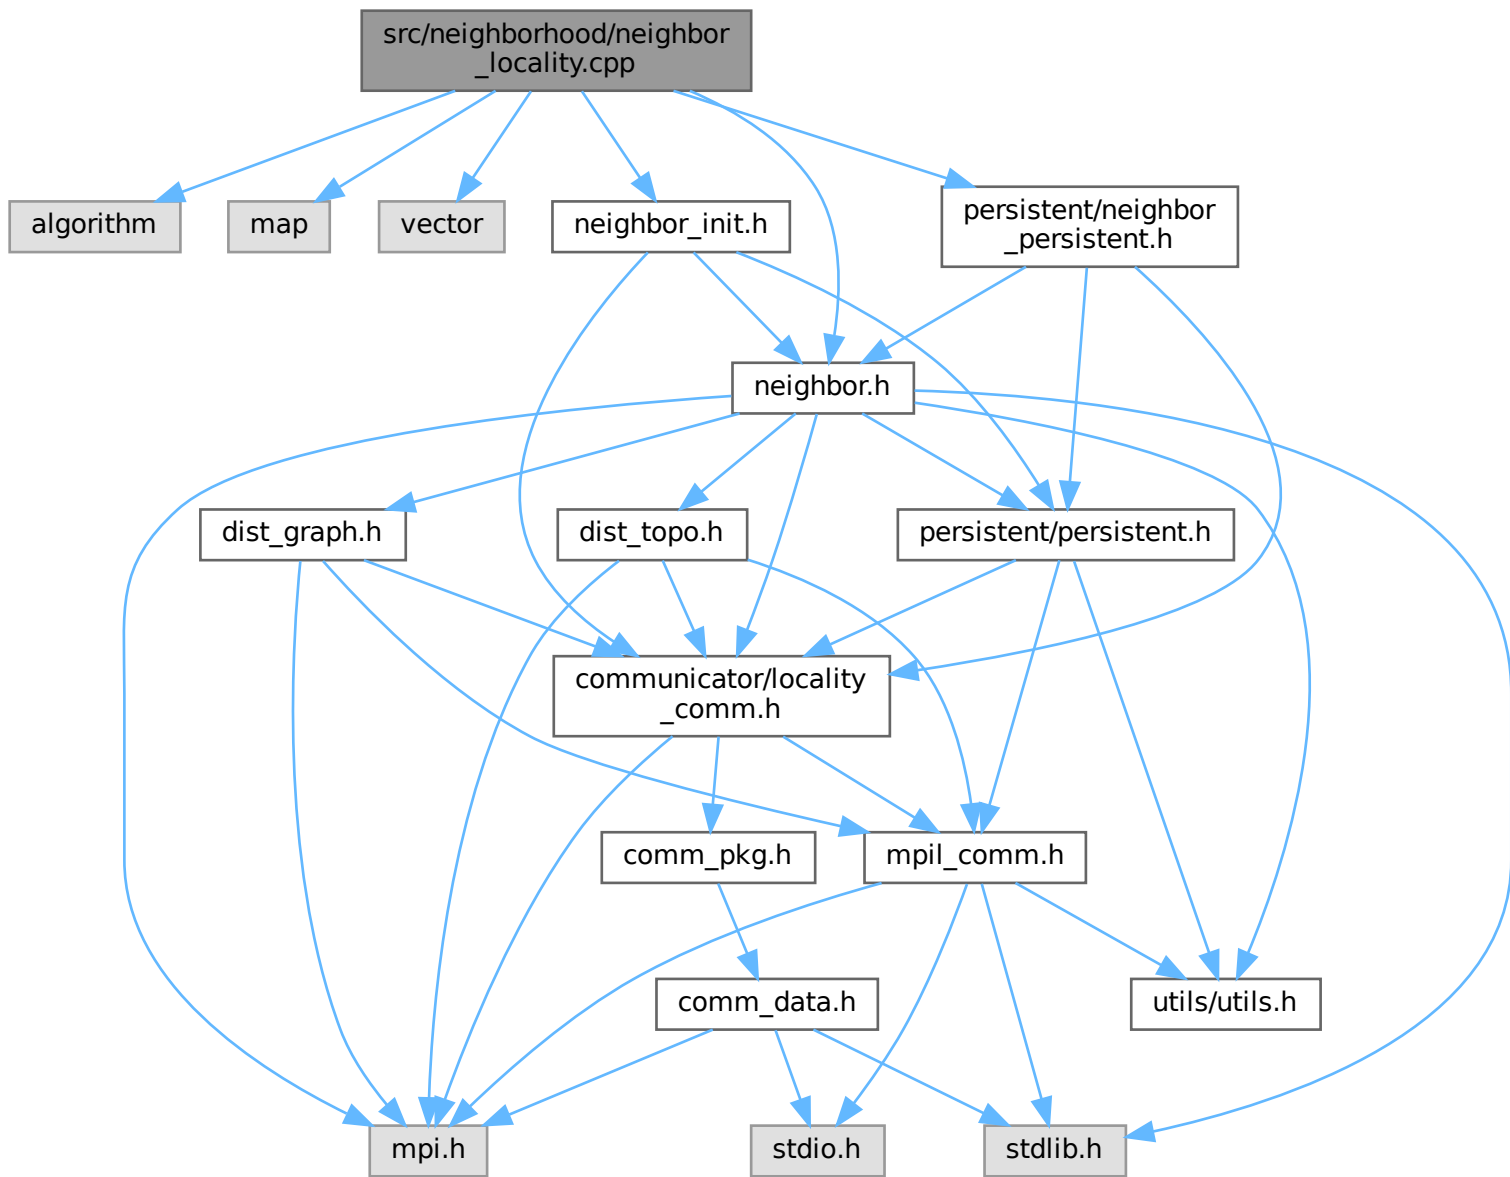 src/neighborhood/neighbor
_locality.cpp
algorithm
map
vector
neighbor_init.h
persistent/neighbor
_persistent.h
neighbor.h
dist_graph.h
dist_topo.h
persistent/persistent.h
communicator/locality
_comm.h
comm_pkg.h
mpil_comm.h
comm_data.h
utils/utils.h
mpi.h
stdio.h
stdlib.h